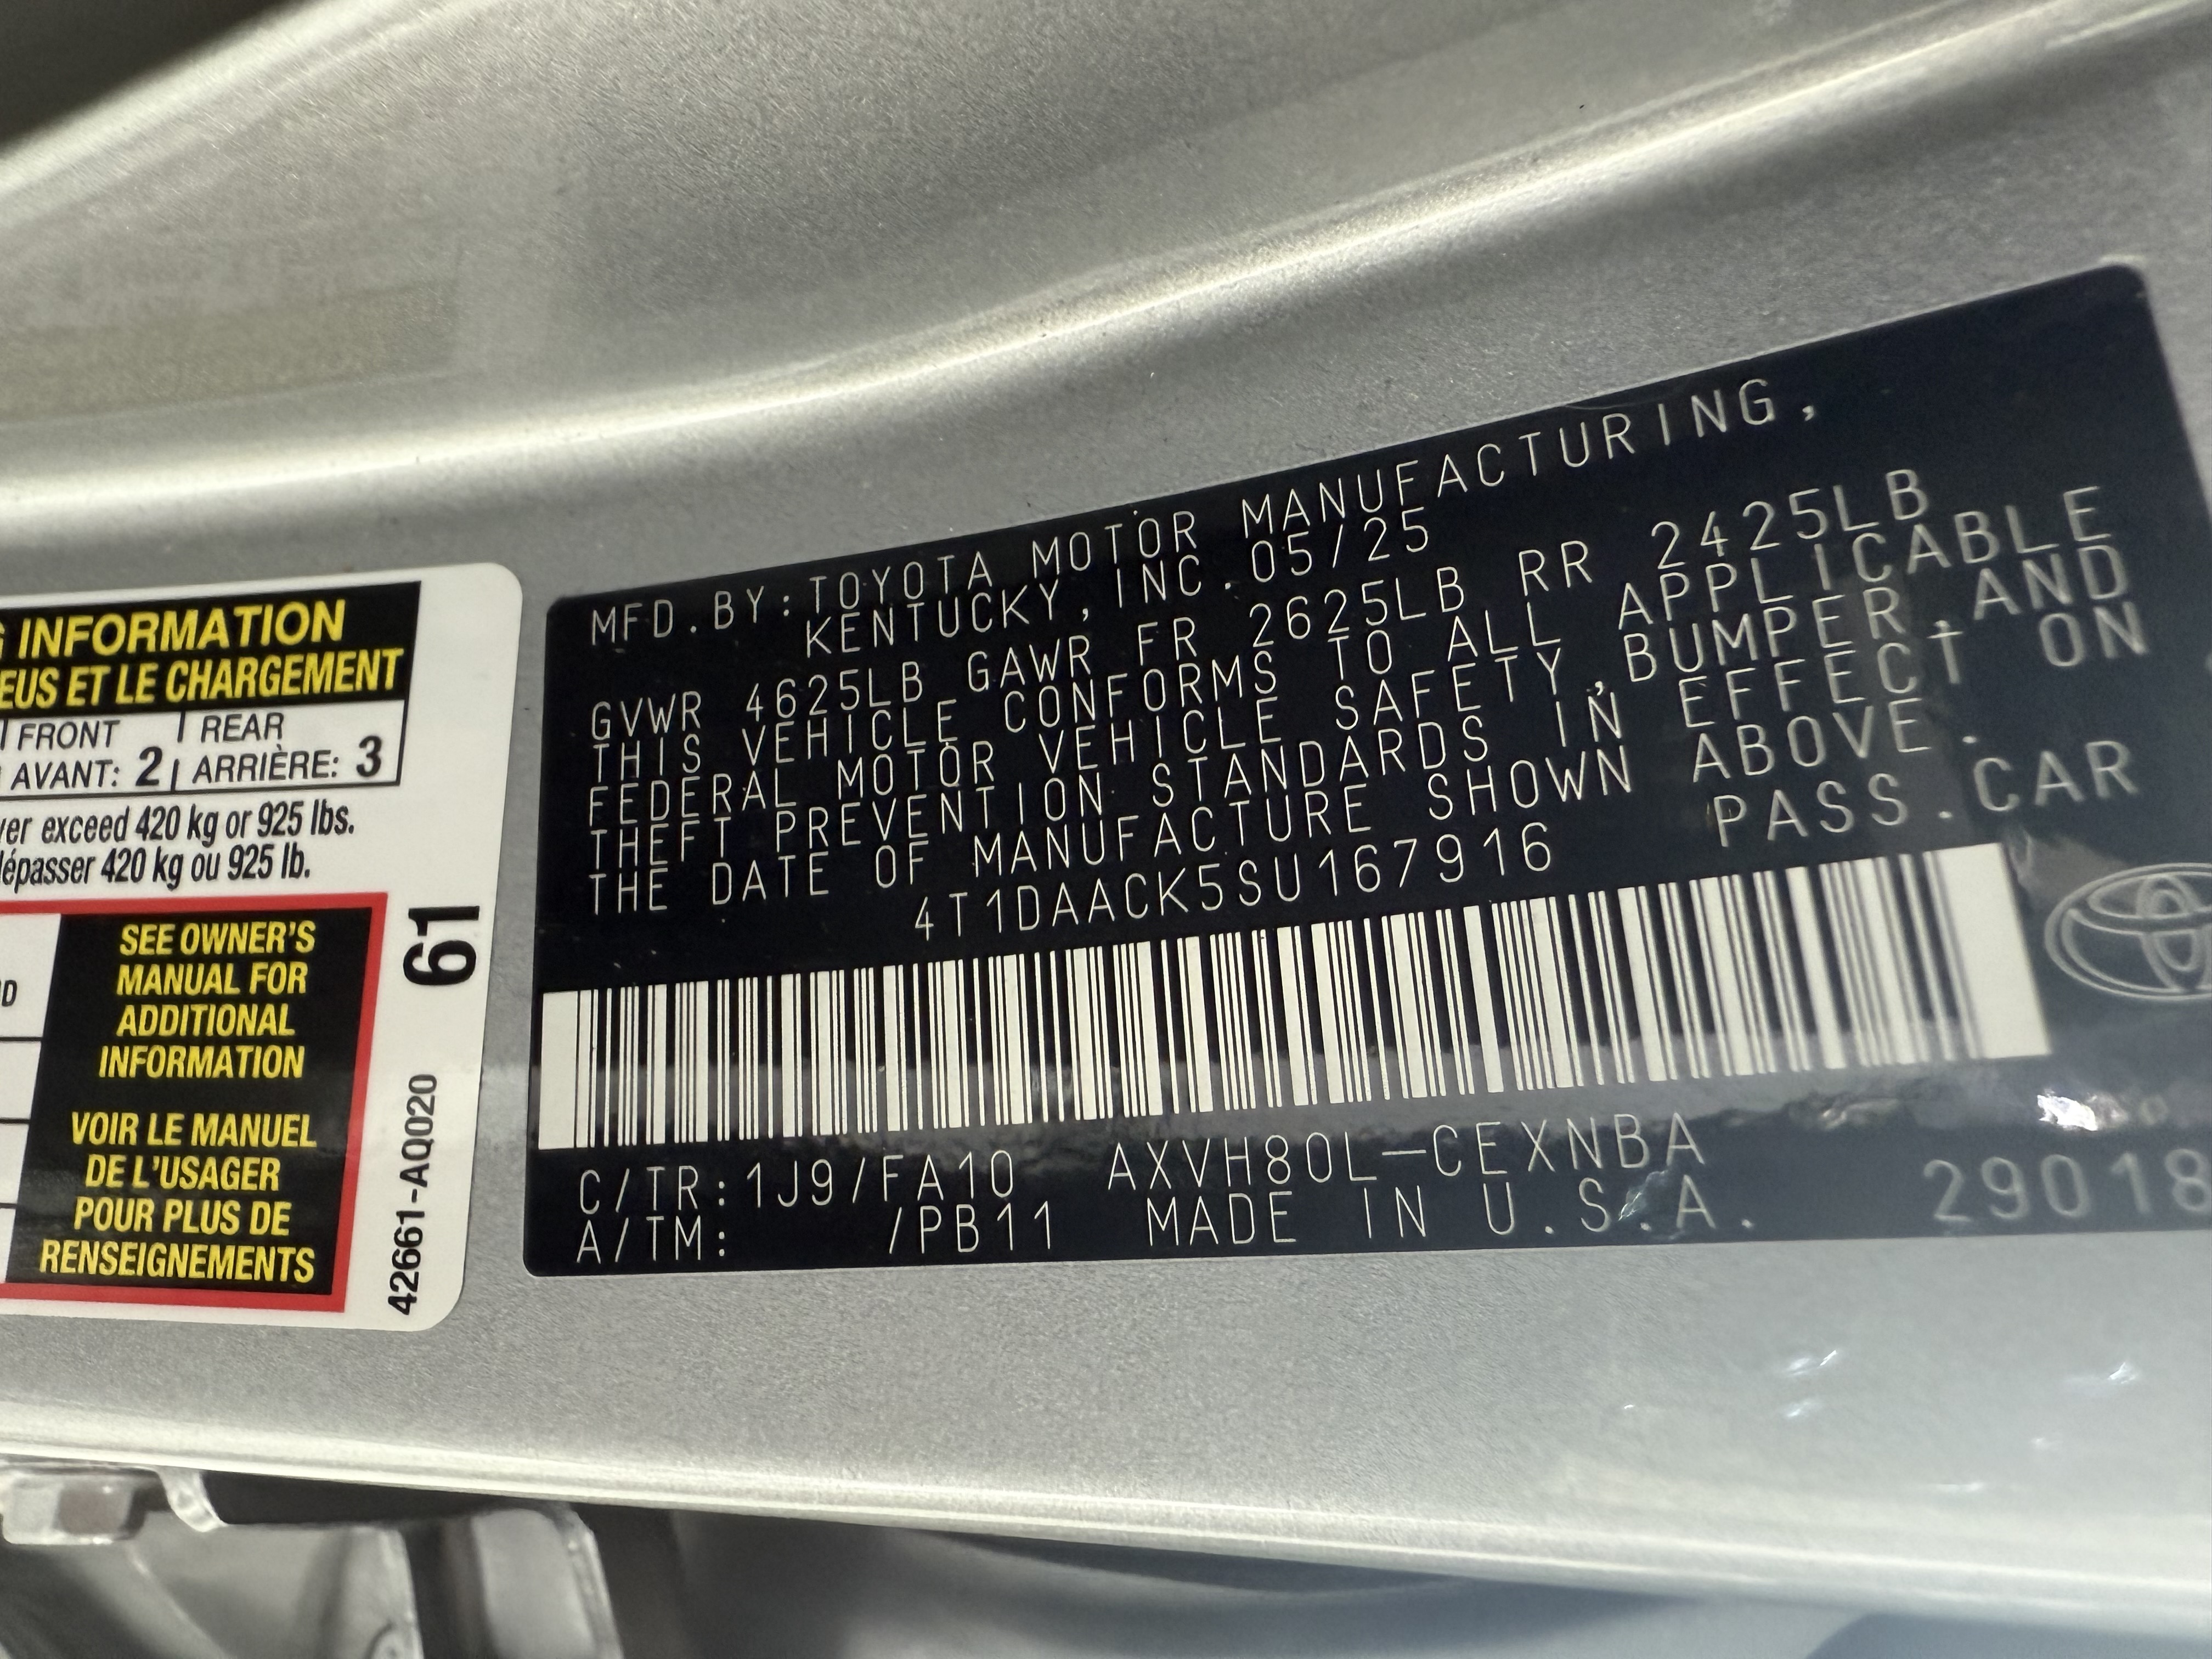 G INFORMATION
EUS ET LE CHARGEMENT
FRONT REAR
AVANT: 2 ARRIÈRE: 3
ver exceed 420 kg or 925 lbs.
épasser 420 kg ou 925 lb.
SEE OWNER'S
MANUAL FOR
ADDITIONAL
INFORMATION
VOIR LE MANUEL
DE L'USAGER
POUR PLUS DE
RENSEIGNEMENTS
61
42661-AQ020
MFD.BY:TOYOTA MOTOR MANUFACTURING,
KENTUCKY,INC.05/25
GVWR 4625LB GAWR FR 2625LB RR 2425LB
THIS VEHICLE CONFORMS TO ALL APPLICABLE
FEDERAL MOTOR VEHICLE SAFETY,BUMPER,AND
THEFT PREVENTION STANDARDS IN EFFECT ON
THE DATE OF MANUFACTURE SHOWN ABOVE.
4T1DAACK5SU167916 PASS.CAR
C/TR:1J9/FA10 AXVH80L-CEXNBA
A/TM: /PB11 MADE IN U.S.A. 29018